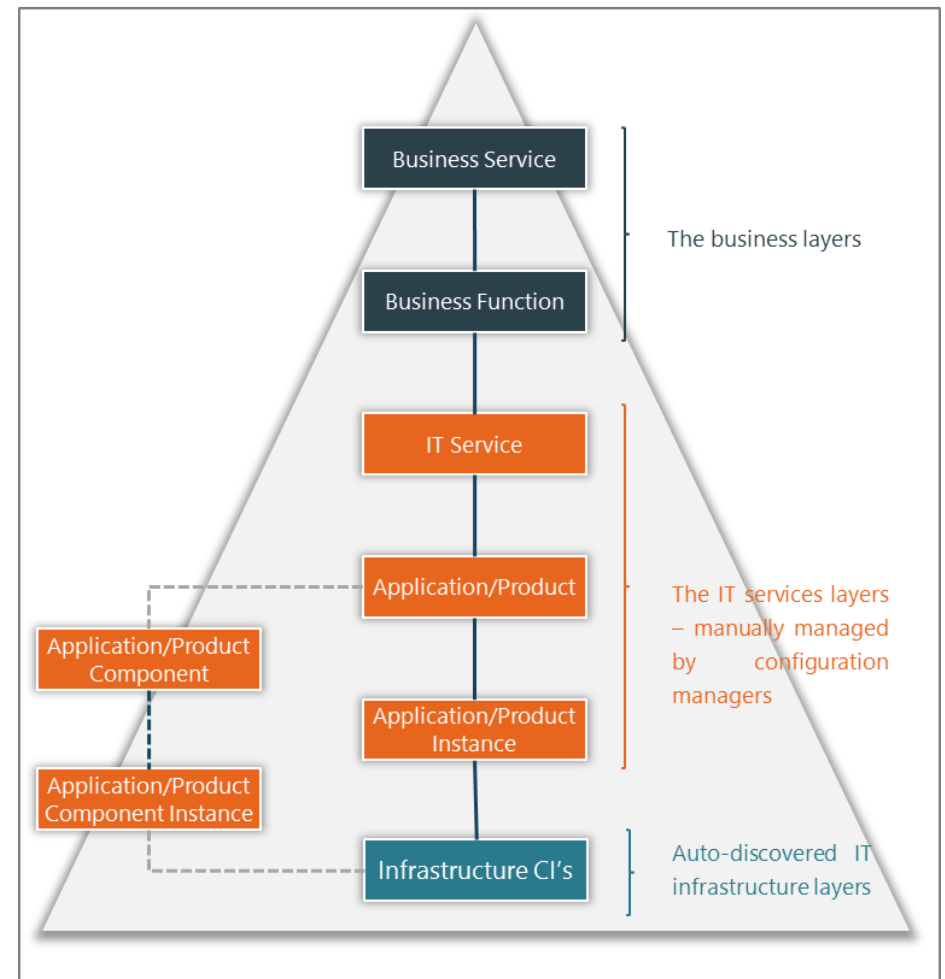 Business Service
The business layers
Business Function
IT Service
Application/Product
The IT services layers
– manually managed
by configuration
managers
Application/Product
Component
Application/Product
Instance
Application/Product
Component Instance
Infrastructure CI's
Auto-discovered IT
infrastructure layers